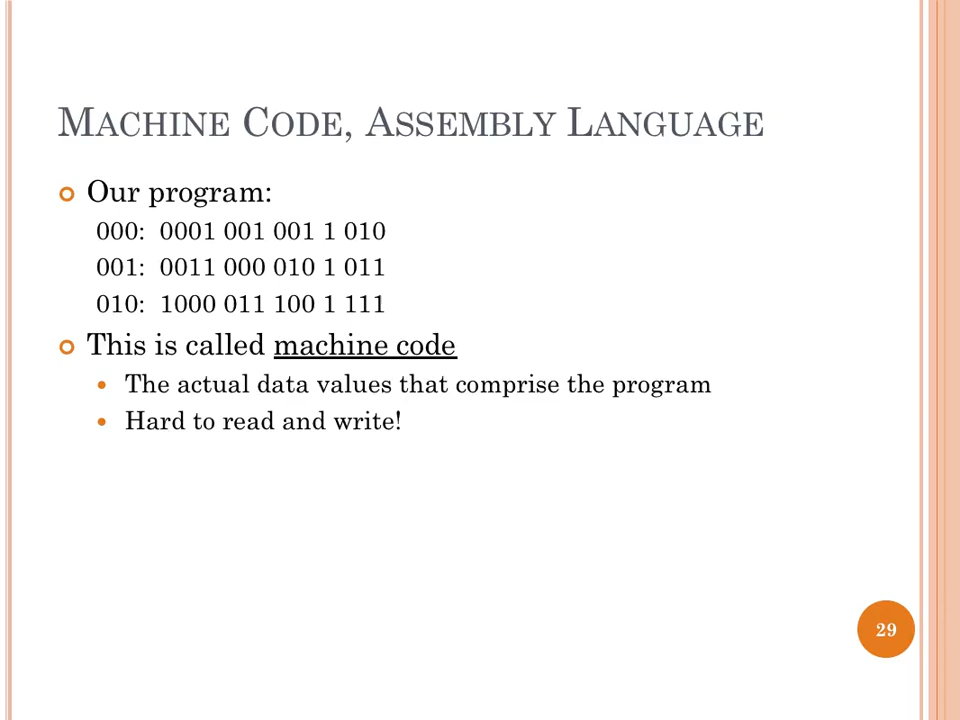 MACHINE CODE, ASSEMBLY LANGUAGE
Our program:
000: 0001 001 001 1 010
001: 0011 000 010 1 011
010: 1000 011 100 1 111
This is called machine code
The actual data values that comprise the program
Hard to read and write!
29